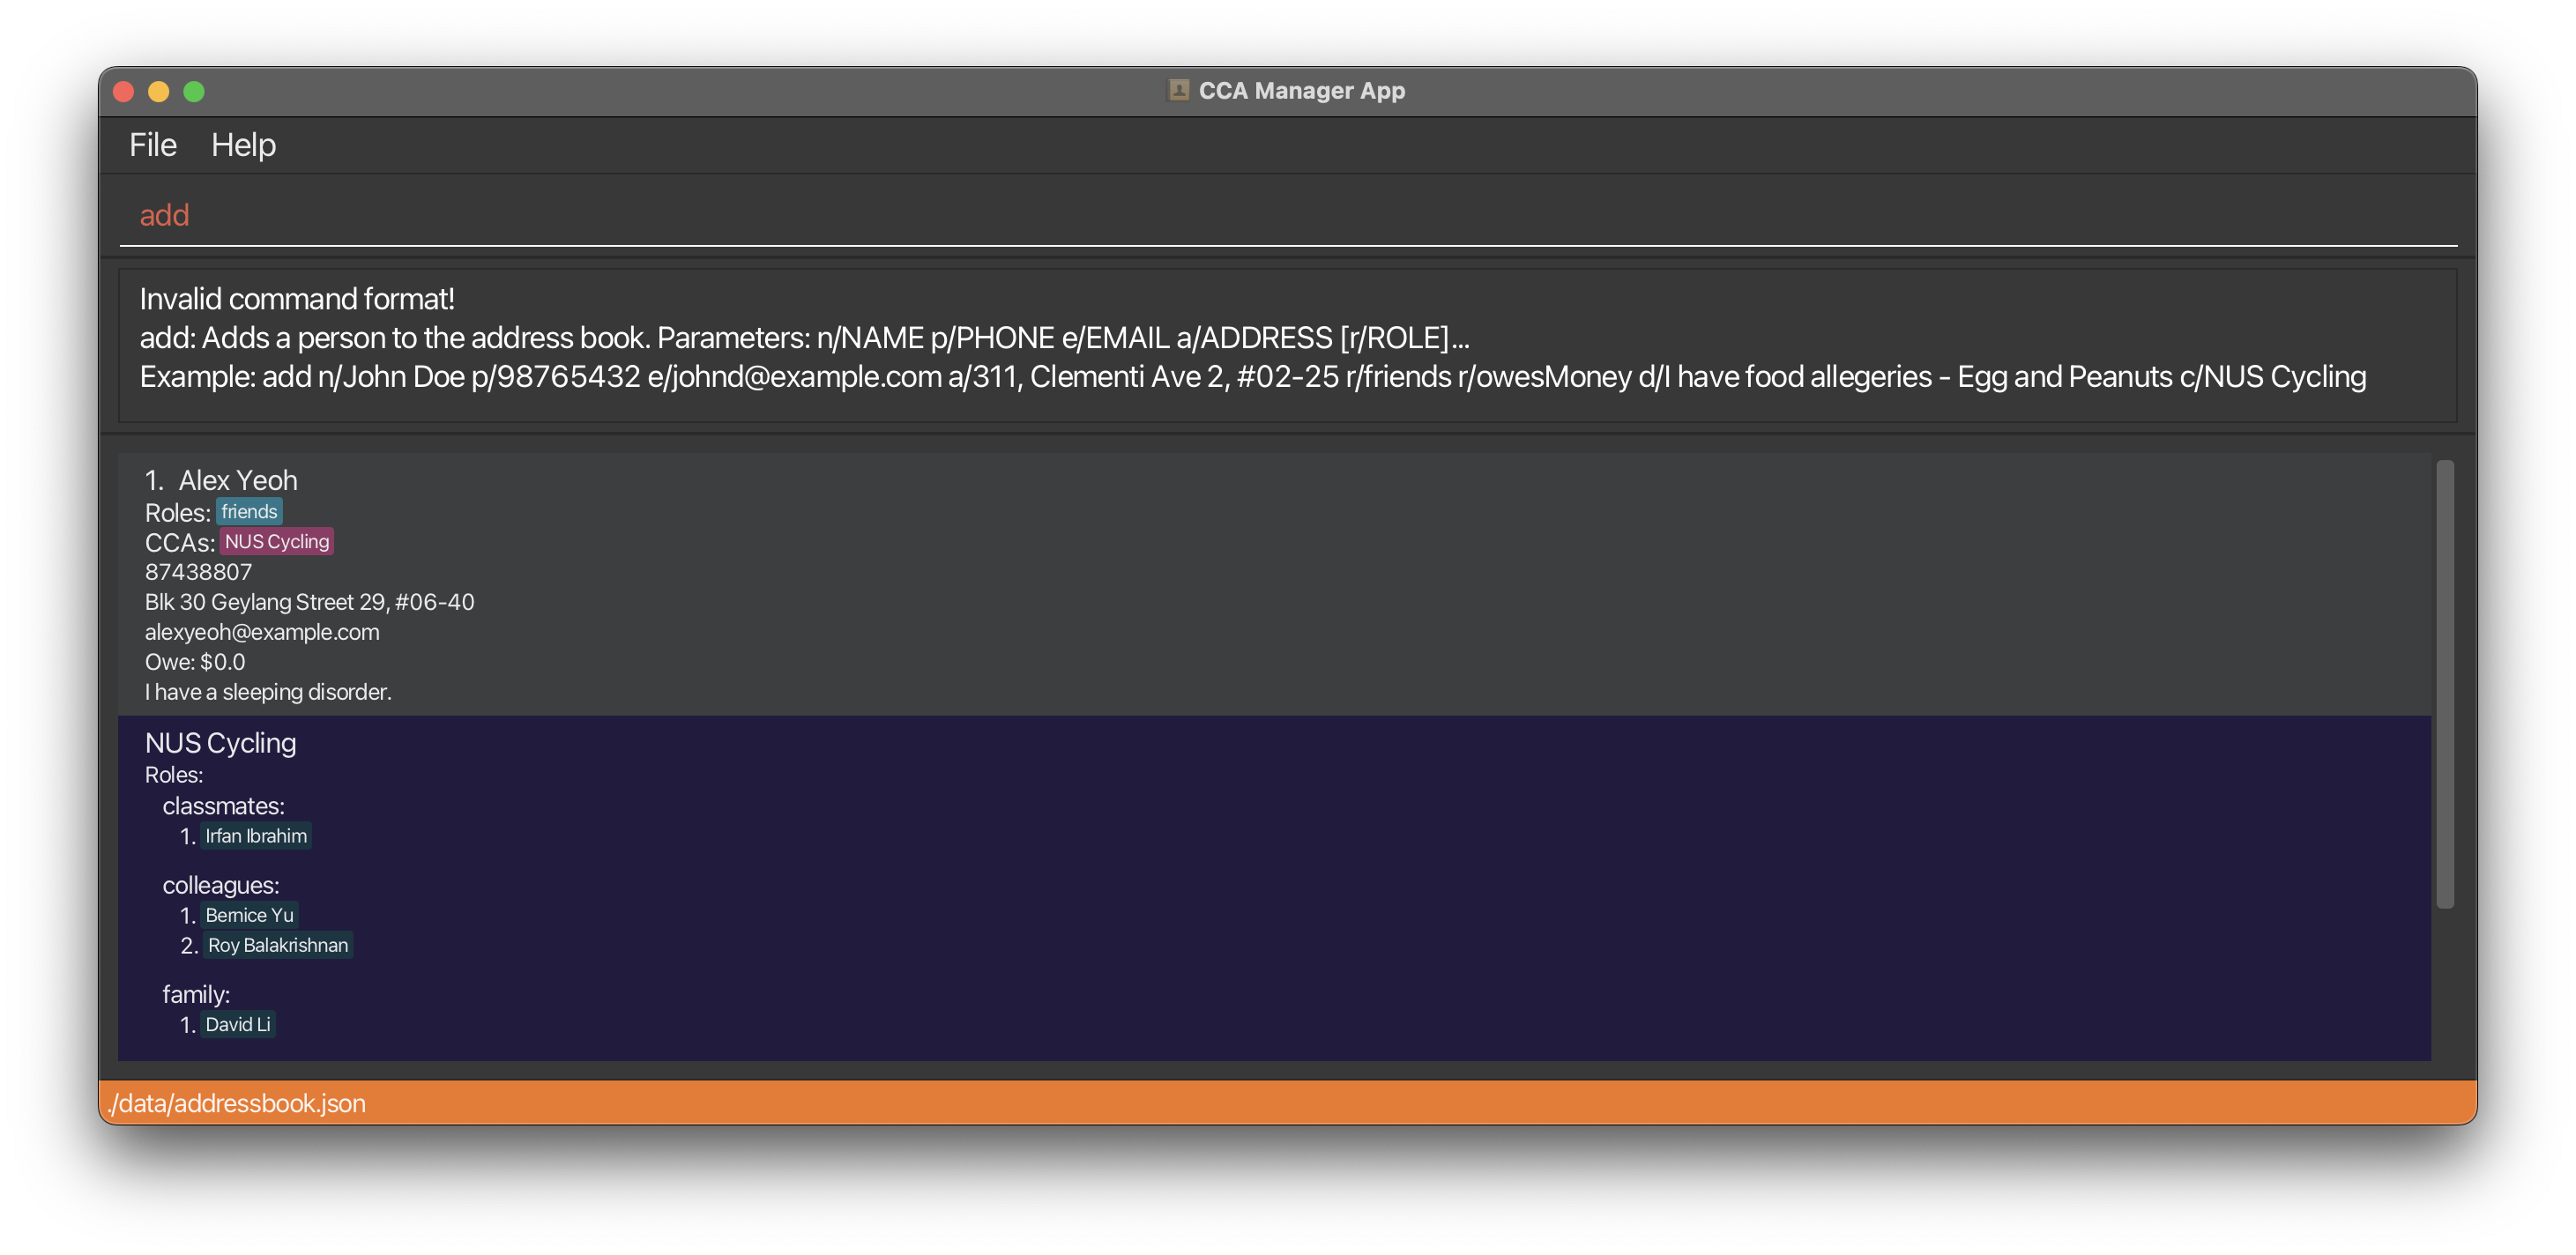 CCA Manager App
File Help
add
Invalid command format!
add: Adds a person to the address book. Parameters: n/NAME p/PHONE e/EMAIL a/ADDRESS [r/ROLE]...
Example: add n/John Doe p/98765432 e/johnd@example.com a/311, Clementi Ave 2, #02-25 r/friends r/owesMoney d/I have food allegeries - Egg and Peanuts c/NUS Cycling
1. Alex Yeoh
Roles: friends
CCAs: NUS Cycling
87438807
Blk 30 Geylang Street 29, #06-40
alexyeoh@example.com
Owe: $0.0
I have a sleeping disorder.
NUS Cycling
Roles:
classmates:
1. Irfan Ibrahim
colleagues:
1. Bernice Yu
2. Roy Balakrishnan
family:
1. David Li
./data/addressbook.json